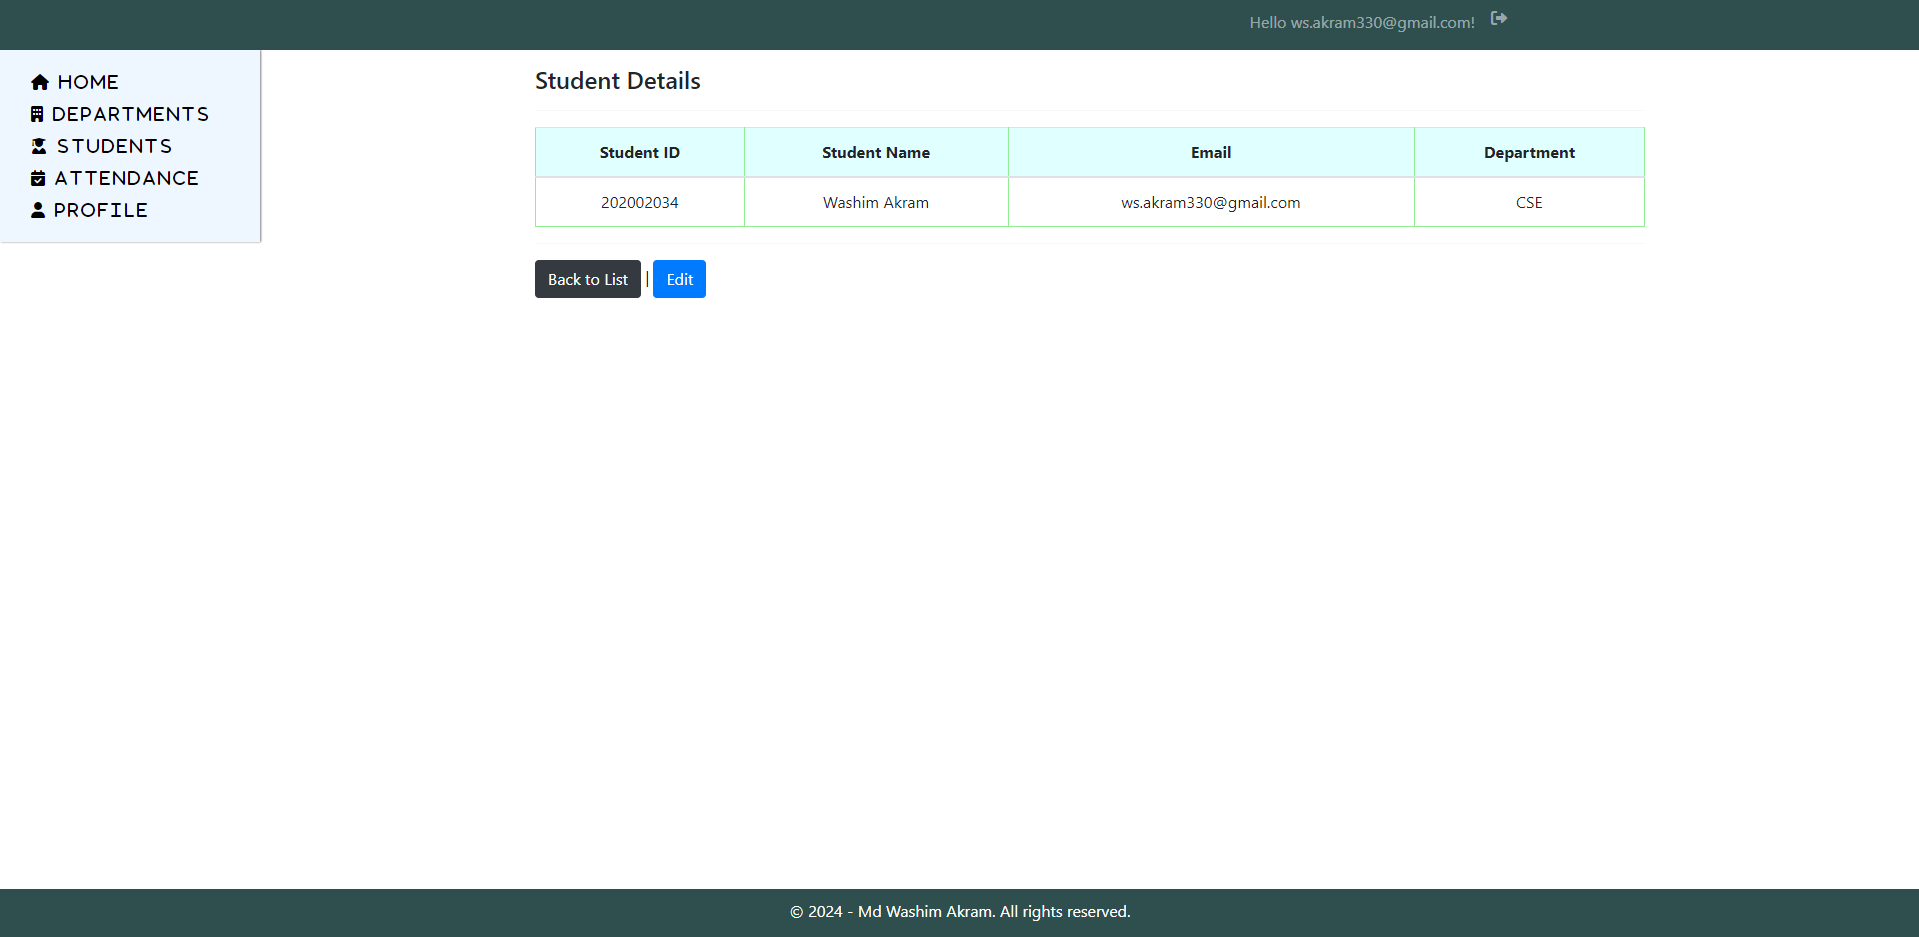 Hello ws.akram330@gmail.com!
HOME
DEPARTMENTS
STUDENTS
ATTENDANCE
PROFILE
Student Details
Student ID Student Name Email Department
202002034 Washim Akram ws.akram330@gmail.com CSE
Back to List | Edit
© 2024 - Md Washim Akram. All rights reserved.